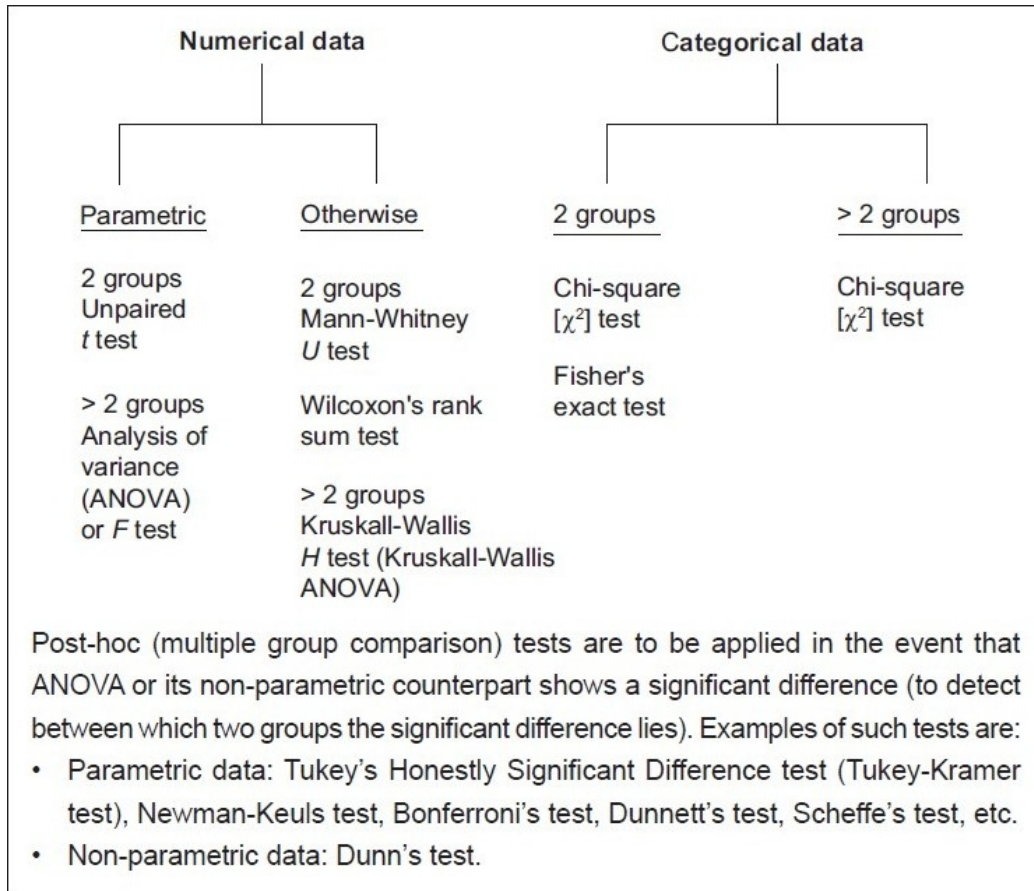 Numerical data
Categorical data
Parametric
Otherwise
2 groups
> 2 groups
2 groups
Unpaired
t test
> 2 groups
Analysis of
variance
(ANOVA)
or F test
2 groups
Mann-Whitney
U test
Wilcoxon's rank
sum test
> 2 groups
Kruskall-Wallis
H test (Kruskall-Wallis
ANOVA)
Chi-square
[χ²] test
Fisher's
exact test
Chi-square
[χ²] test
Post-hoc (multiple group comparison) tests are to be applied in the event that
ANOVA or its non-parametric counterpart shows a significant difference (to detect
between which two groups the significant difference lies). Examples of such tests are:
• Parametric data: Tukey's Honestly Significant Difference test (Tukey-Kramer
test), Newman-Keuls test, Bonferroni's test, Dunnett's test, Scheffe's test, etc.
• Non-parametric data: Dunn's test.